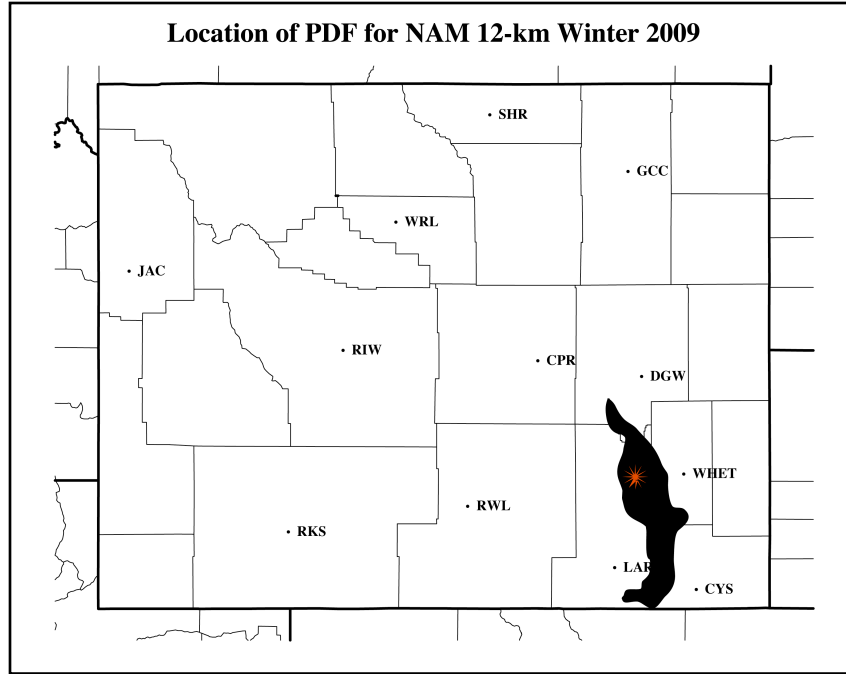 Location of PDF for NAM 12-km Winter 2009
SHR
GCC
WRL
JAC
RIW
CPR
DGW
WHET
RWL
RKS
LAR
CYS